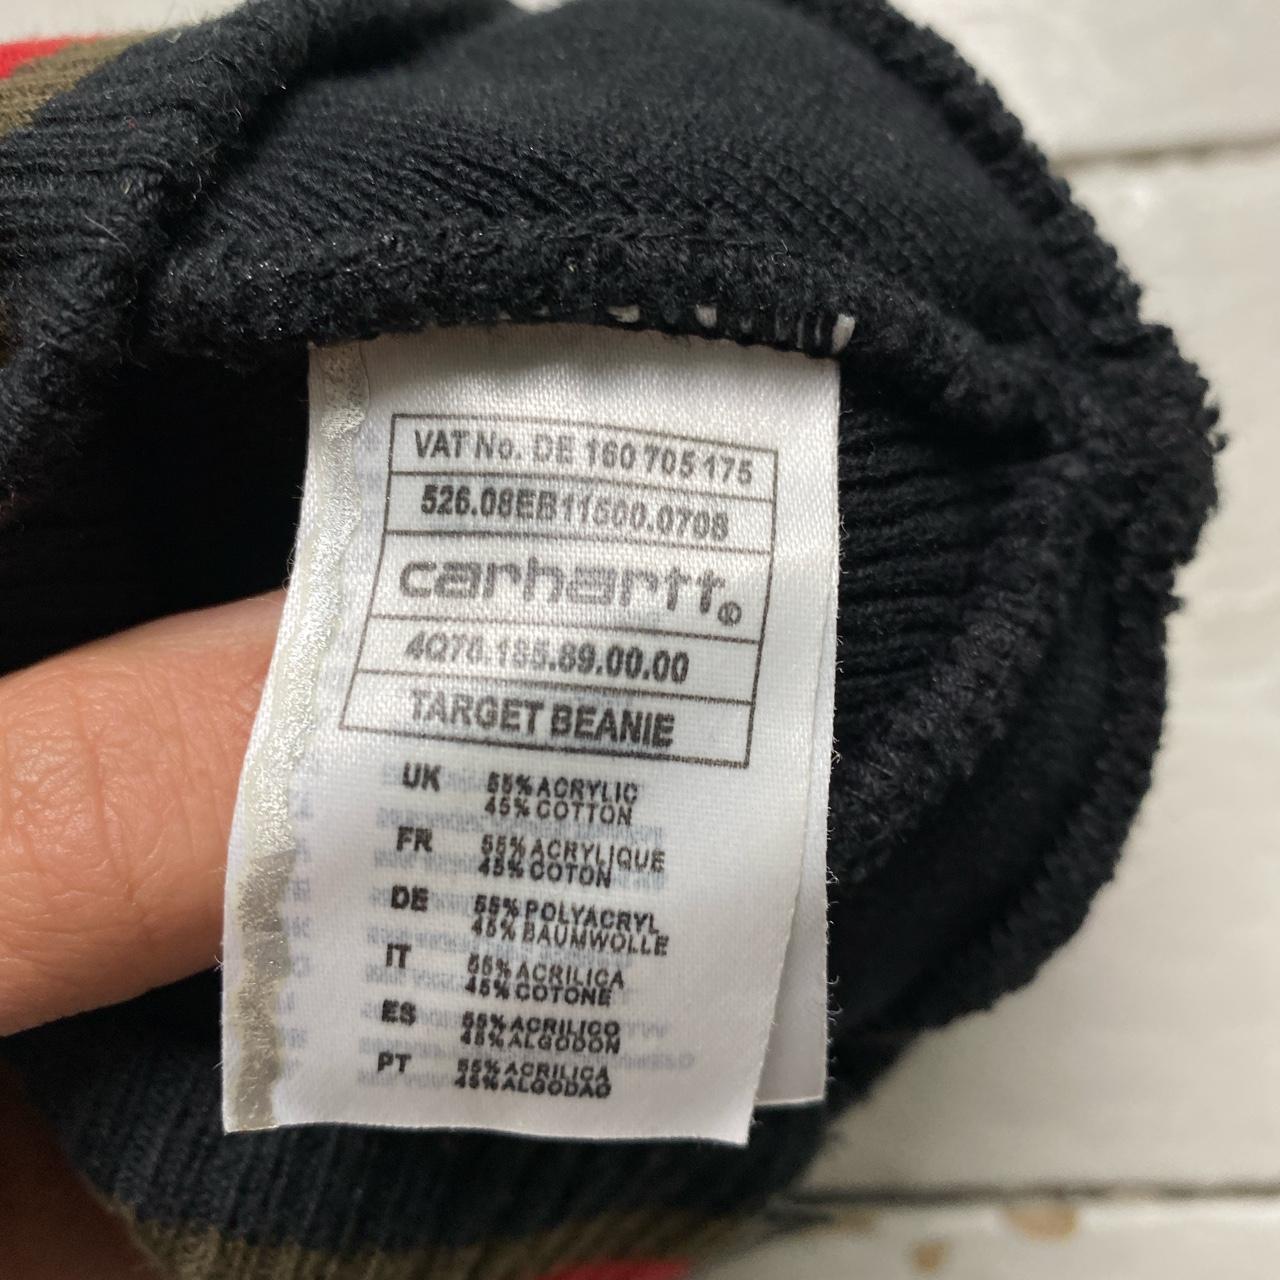 VAT No. DE 160 705 175
526.08EB11500.0708
carhartt®
4Q76.185.89.00.00
TARGET BEANIE
UK 55% ACRYLIC
45% COTTON
FR 55% ACRYLIQUE
45% COTON
DE 55% POLYACRYL
45% BAUMWOLLE
IT 55% ACRILICA
45% COTONE
ES 55% ACRILICO
45% ALGODON
PT 55% ACRILICA
45% ALGODAO